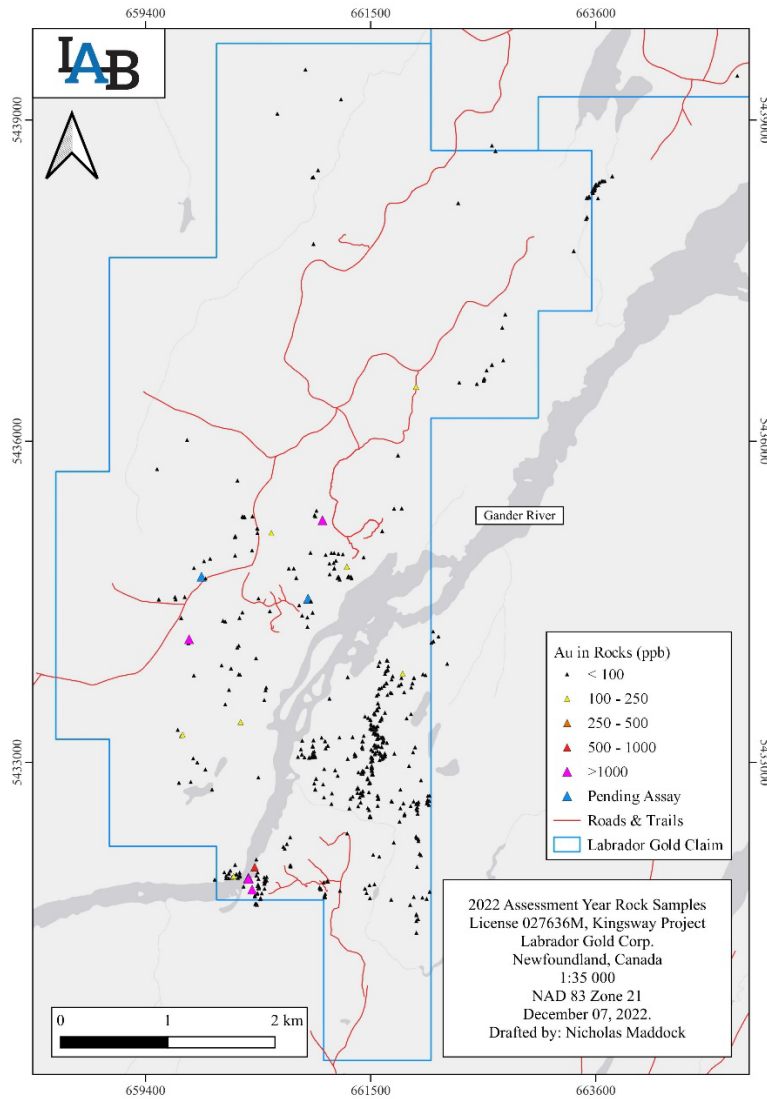 659400 661500 663600
LAB
5439000 5439000
5436000 5436000
Gander River
Au in Rocks (ppb)
< 100
100 - 250
250 - 500
500 - 1000
>1000
Pending Assay
Roads & Trails
Labrador Gold Claim
5433000 5433000
2022 Assessment Year Rock Samples
License 027636M, Kingsway Project
Labrador Gold Corp.
Newfoundland, Canada
1:35 000
NAD 83 Zone 21
December 07, 2022.
Drafted by: Nicholas Maddock
0 1 2 km
659400 661500 663600